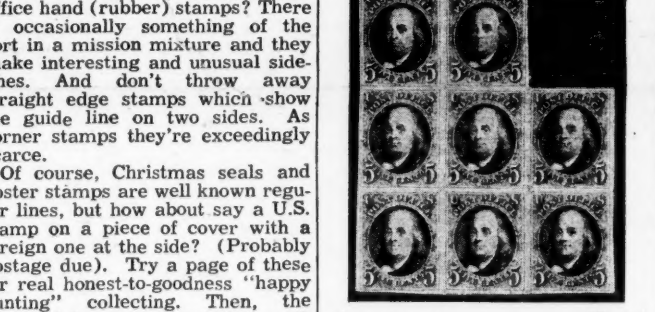 ffice hand (rubber) stamps? There
occasionally something of the
ort in a mission mixture and they
ake interesting and unusual side-
nes. And don't throw away
raight edge stamps which show
e guide line on two sides. As
orner stamps they're exceedingly
arce.
Of course, Christmas seals and
oster stamps are well known regu-
r lines, but how about say a U.S.
amp on a piece of cover with a
reign one at the side? (Probably
ostage due). Try a page of these
r real honest-to-goodness "happy
unting" collecting. Then, the